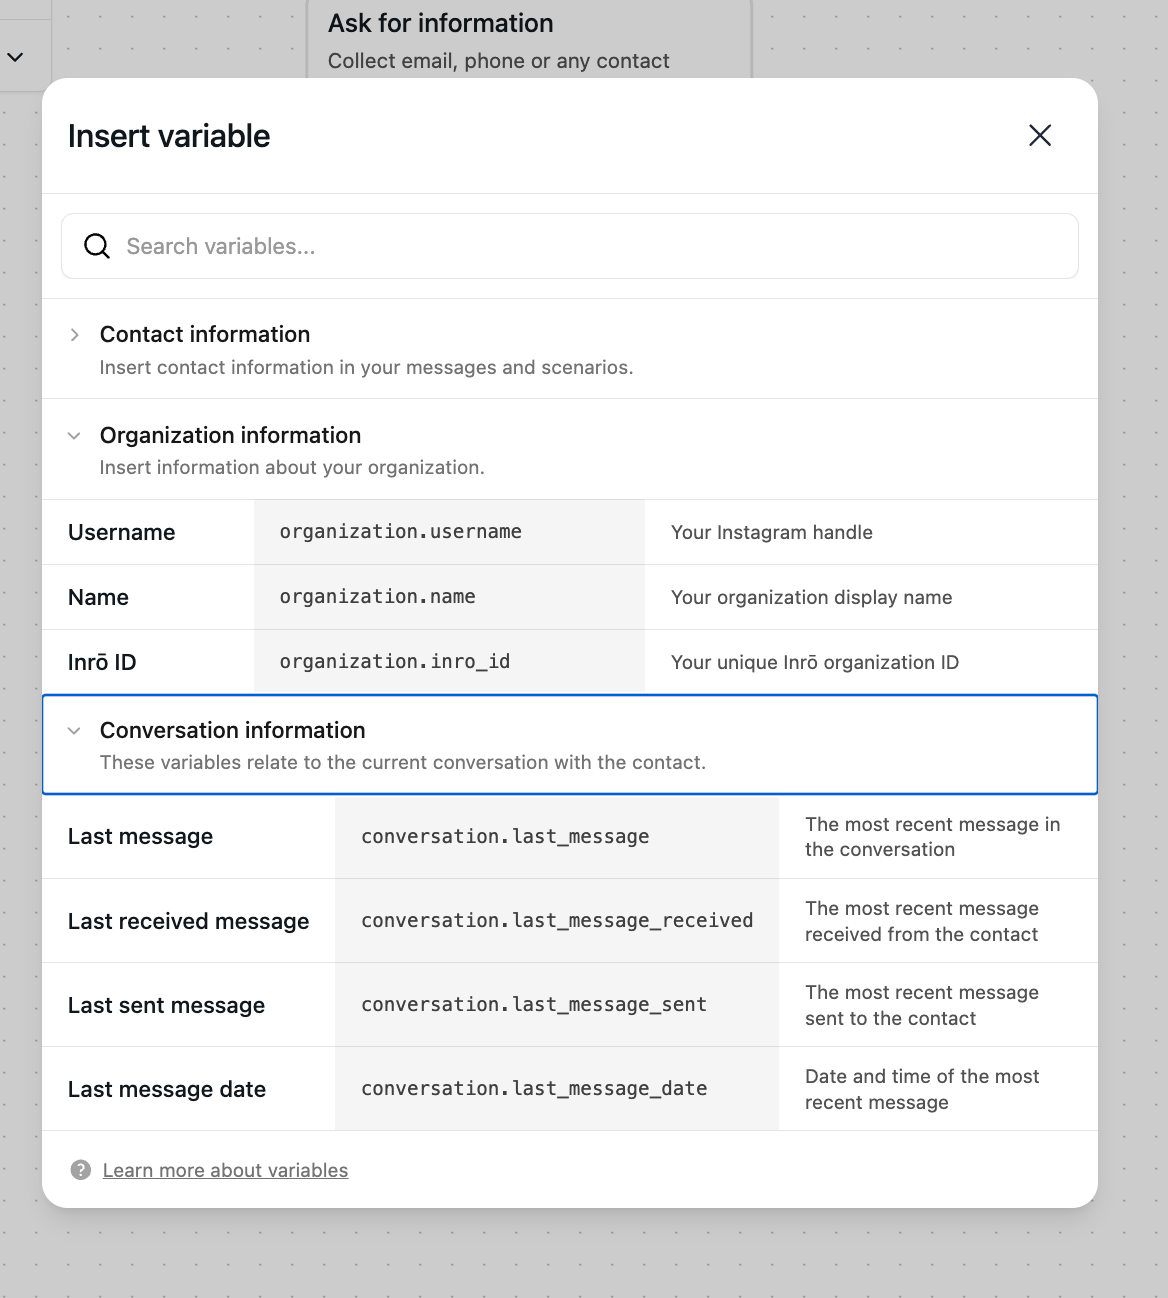 Ask for information
Collect email, phone or any contact
Insert variable
Search variables...
Contact information
Insert contact information in your messages and scenarios.
Organization information
Insert information about your organization.
Username organization.username Your Instagram handle
Name organization.name Your organization display name
Inrō ID organization.inro_id Your unique Inrō organization ID
Conversation information
These variables relate to the current conversation with the contact.
Last message conversation.last_message The most recent message in
the conversation
Last received message conversation.last_message_received The most recent message
received from the contact
Last sent message conversation.last_message_sent The most recent message
sent to the contact
Last message date conversation.last_message_date Date and time of the most
recent message
? Learn more about variables